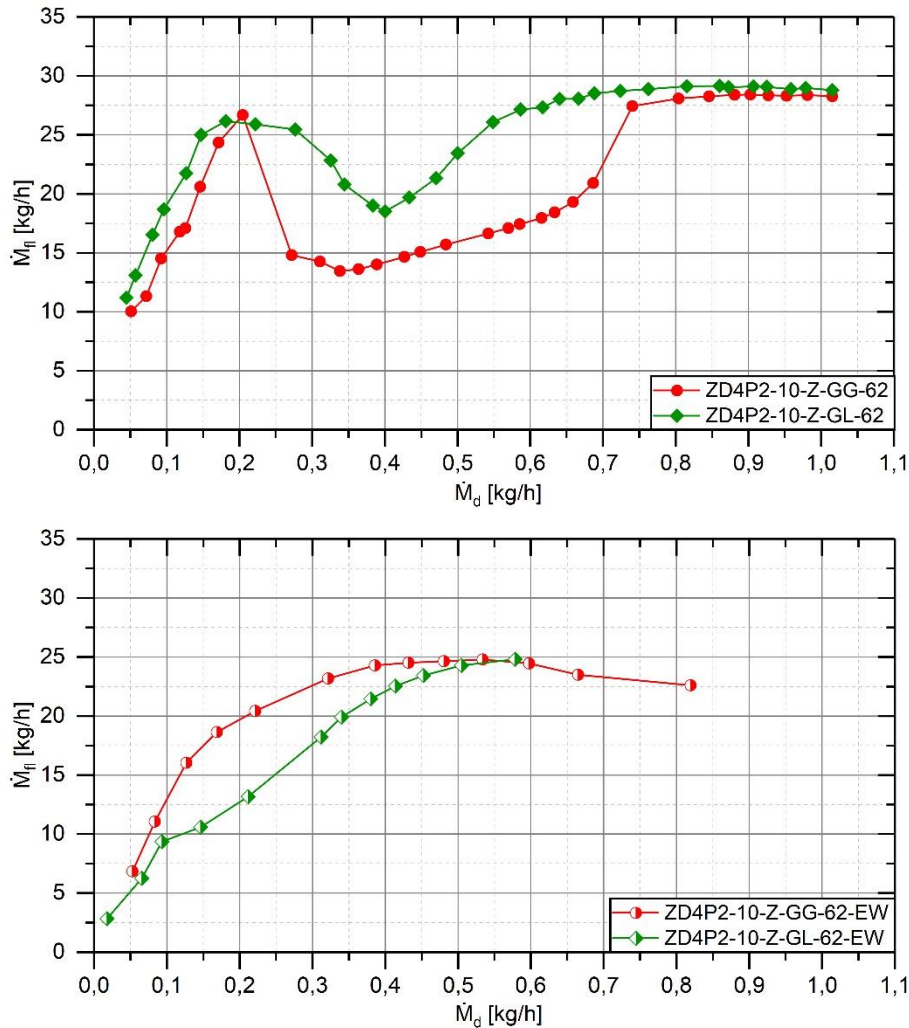 35
30
25
20
15
10
5
0
Ṁfl [kg/h]
ZD4P2-10-Z-GG-62
ZD4P2-10-Z-GL-62
0,0 0,1 0,2 0,3 0,4 0,5 0,6 0,7 0,8 0,9 1,0 1,1
Ṁd [kg/h]
35
30
25
20
15
10
5
0
Ṁfl [kg/h]
ZD4P2-10-Z-GG-62-EW
ZD4P2-10-Z-GL-62-EW
0,0 0,1 0,2 0,3 0,4 0,5 0,6 0,7 0,8 0,9 1,0 1,1
Ṁd [kg/h]